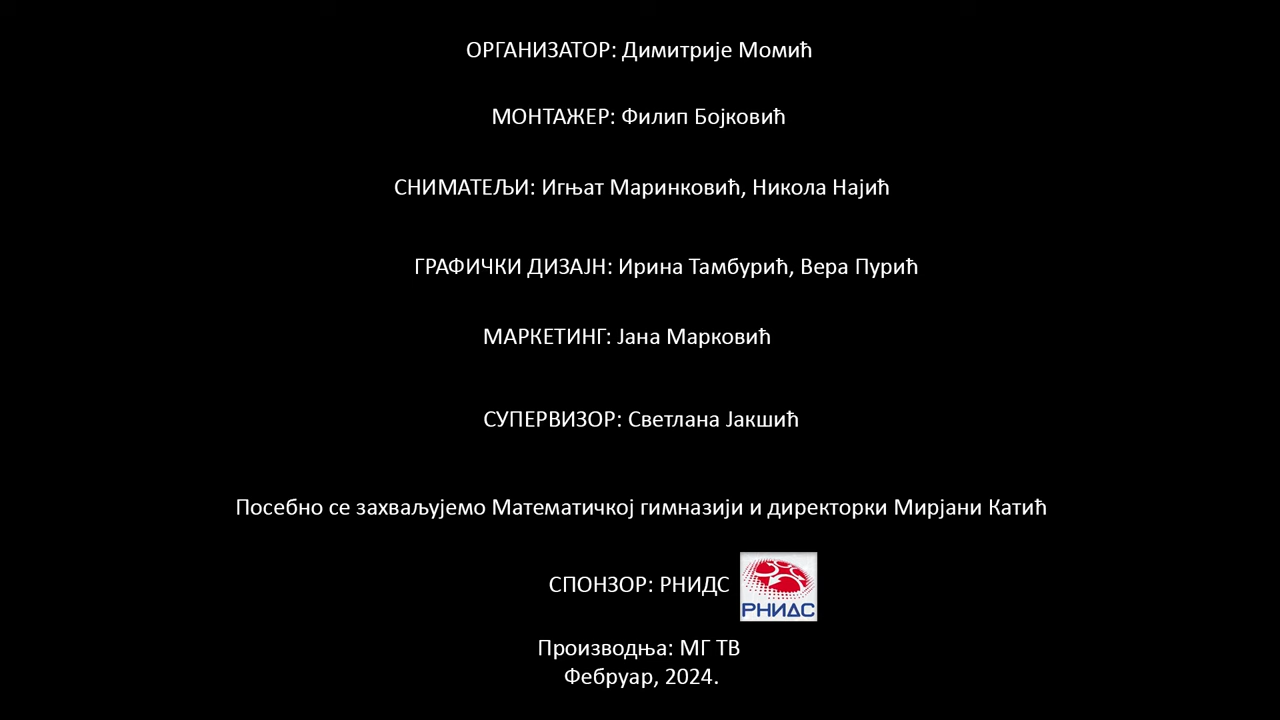 ОРГАНИЗАТОР: Димитрије Момић
МОНТАЖЕР: Филип Бојковић
СНИМАТЕЉИ: Игњат Маринковић, Никола Најић
ГРАФИЧКИ ДИЗАЈН: Ирина Тамбурић, Вера Пурић
МАРКЕТИНГ: Јана Марковић
СУПЕРВИЗОР: Светлана Јакшић
Посебно се захваљујемо Математичкој гимназији и директорки Мирјани Катић
СПОНЗОР: РНИДС
РНИДС
Производња: МГ ТВ
Фебруар, 2024.